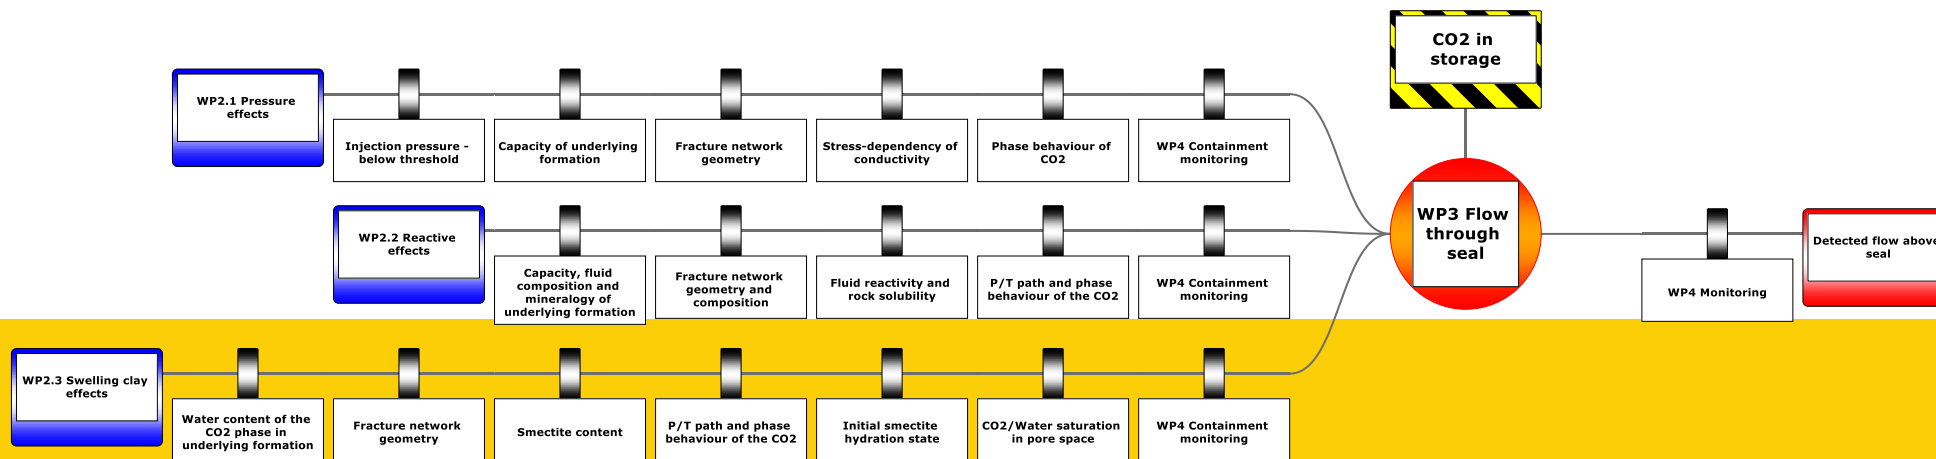 CO2 in
storage
WP2.1 Pressure
effects
Injection pressure -
below threshold
Capacity of underlying
formation
Fracture network
geometry
Stress-dependency of
conductivity
Phase behaviour of
CO2
WP4 Containment
monitoring
WP2.2 Reactive
effects
Capacity, fluid
composition and
mineralogy of
underlying formation
Fracture network
geometry and
composition
Fluid reactivity and
rock solubility
P/T path and phase
behaviour of the CO2
WP4 Containment
monitoring
WP3 Flow
through
seal
WP4 Monitoring
Detected flow above
seal
WP2.3 Swelling clay
effects
Water content of the
CO2 phase in
underlying formation
Fracture network
geometry
Smectite content
P/T path and phase
behaviour of the CO2
Initial smectite
hydration state
CO2/Water saturation
in pore space
WP4 Containment
monitoring